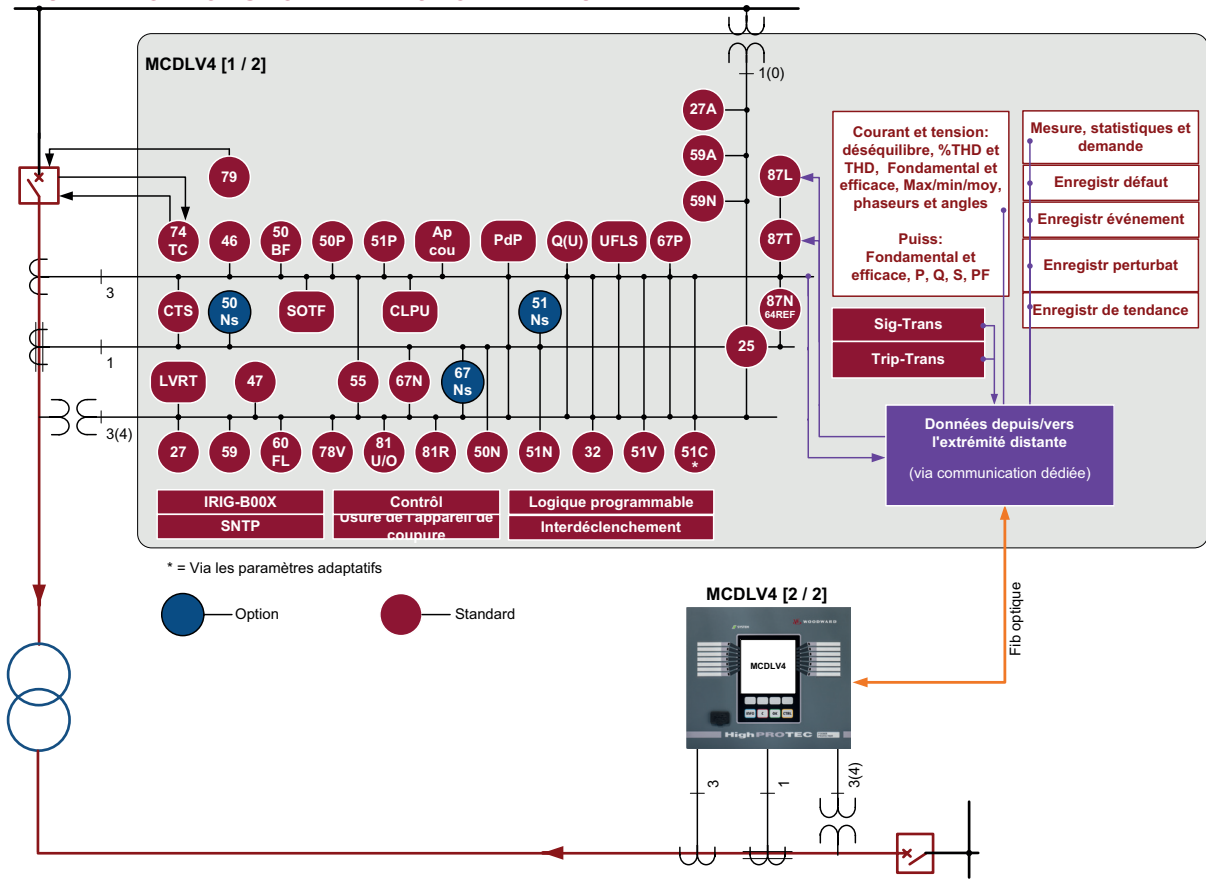 MCDLV4 [1 / 2]
1(0)
27A
59A
59N
87L
87T
87N
64REF
25
79
74
TC
46
50
BF
50P
51P
Ap
cou
PdP
Q(U)
UFLS
67P
3
CTS
50
Ns
SOTF
CLPU
51
Ns
1
LVRT
47
55
67N
67
Ns
3(4)
27
59
60
FL
78V
81
U/O
81R
50N
51N
32
51V
51C
*
Courant et tension:
déséquilibre, %THD et
THD, Fondamental et
efficace, Max/min/moy,
phaseurs et angles
Puiss:
Fondamental et
efficace, P, Q, S, PF
Mesure, statistiques et
demande
Enregistr défaut
Enregistr événement
Enregistr perturbat
Enregistr de tendance
Sig-Trans
Trip-Trans
Données depuis/vers
l'extrémité distante
(via communication dédiée)
IRIG-B00X
SNTP
Contrôl
Usure de l'appareil de
coupure
Logique programmable
Interdéclenchement
* = Via les paramètres adaptatifs
Option
Standard
MCDLV4 [2 / 2]
WOODWARD
MCDLV4
HighPROTEC
Fib optique
3
1
3(4)